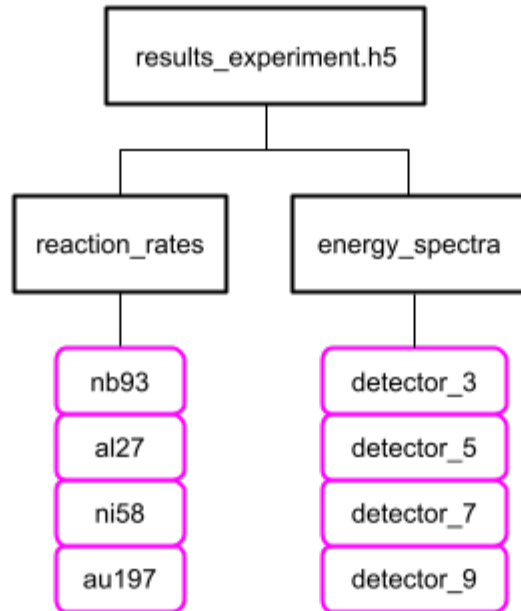 results_experiment.h5
reaction_rates
energy_spectra
nb93
al27
ni58
au197
detector_3
detector_5
detector_7
detector_9